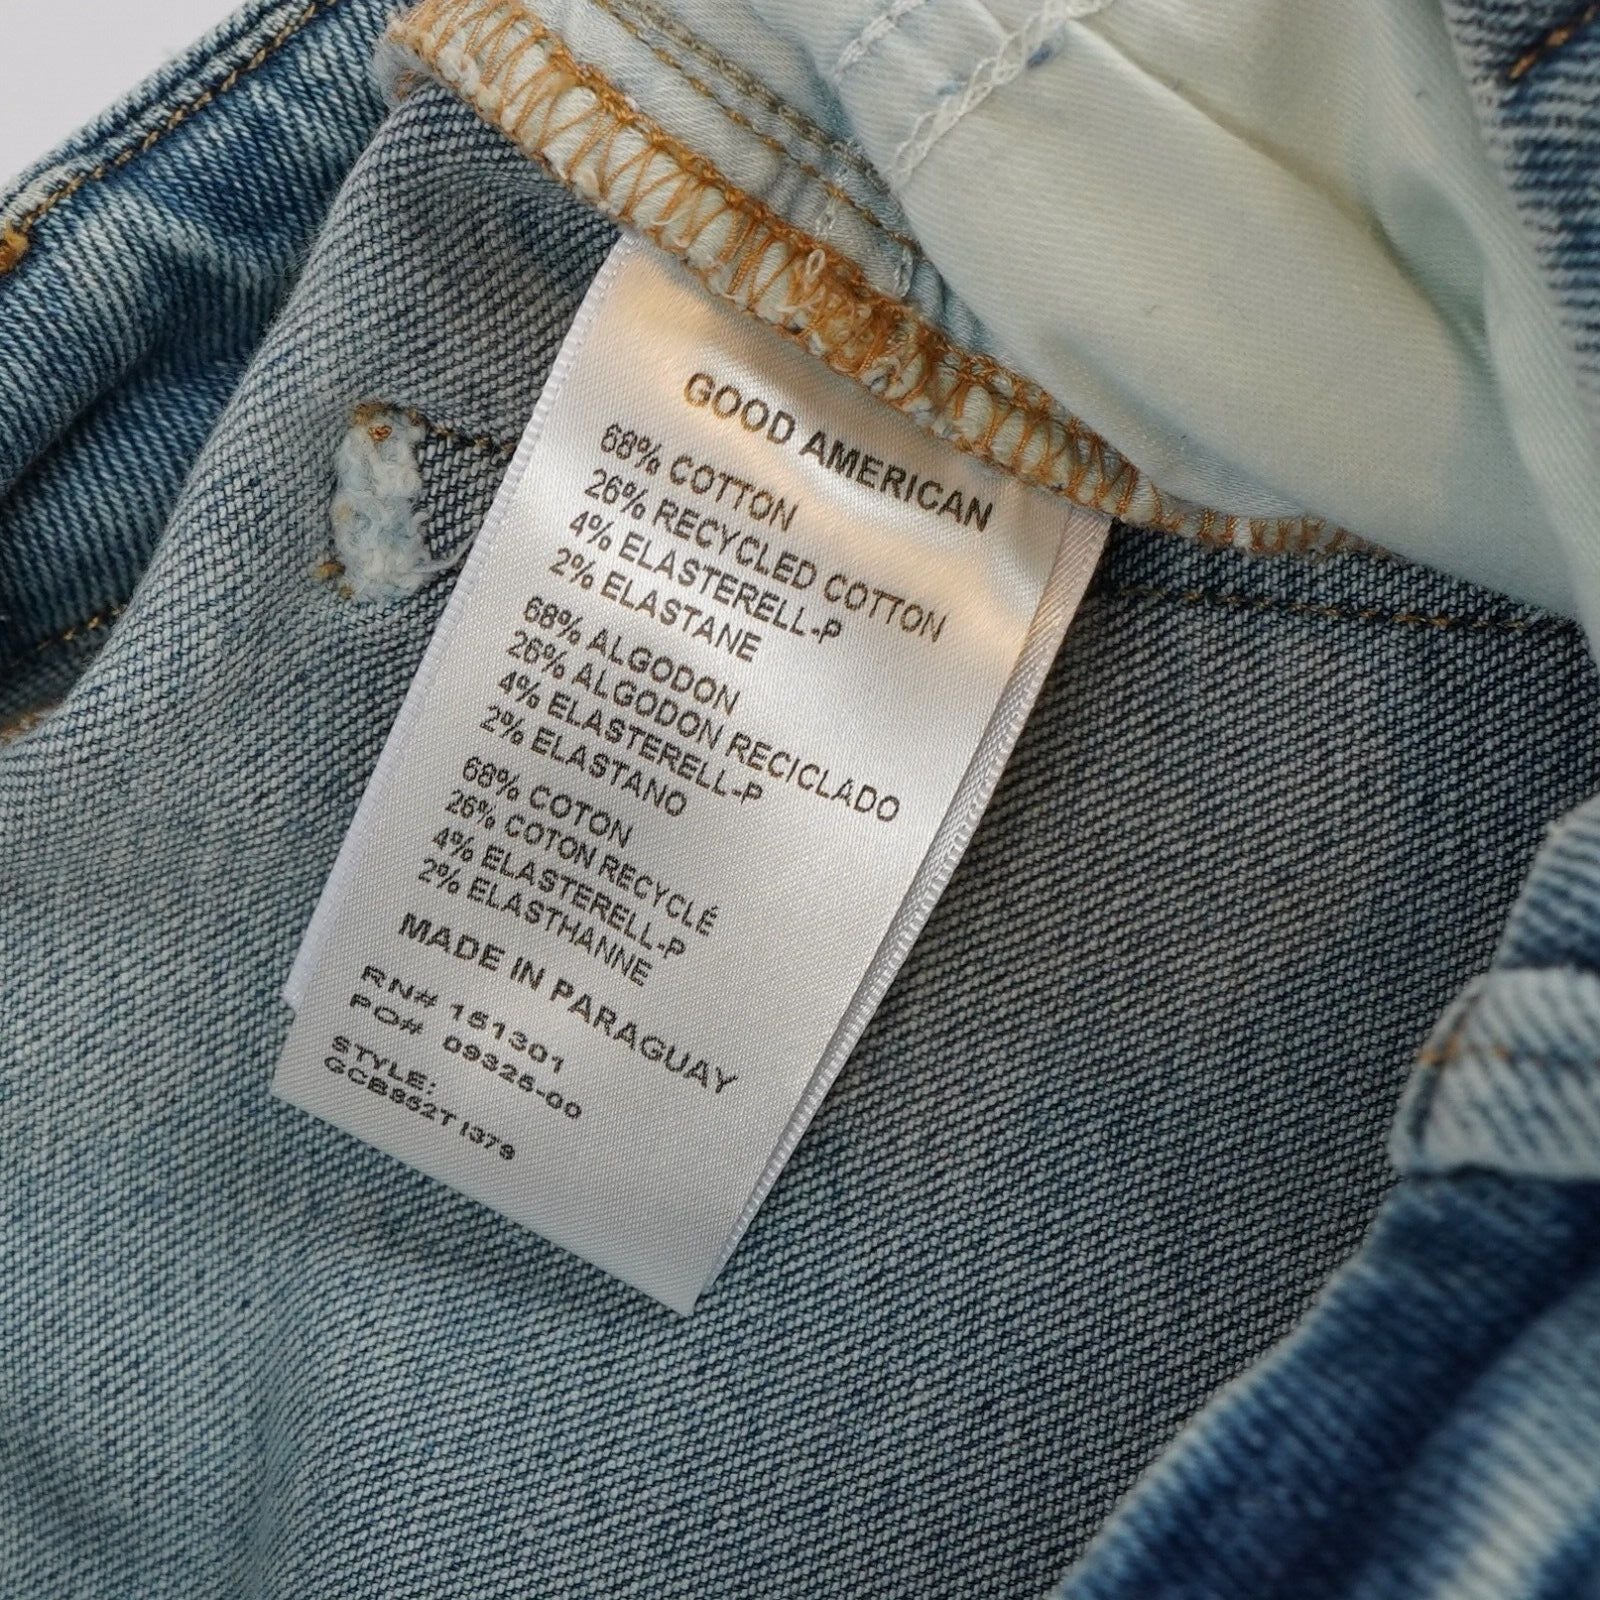 GOOD AMERICAN
68% COTTON
26% RECYCLED COTTON
4% ELASTERELL-P
2% ELASTANE
68% ALGODON
26% ALGODON RECICLADO
4% ELASTERELL-P
2% ELASTANO
68% COTON
26% COTON RECYCLÉ
4% ELASTERELL-P
2% ELASTHANNE
MADE IN PARAGUAY
RN# 151301
PO# 09326-00
STYLE:
GCB862T I379